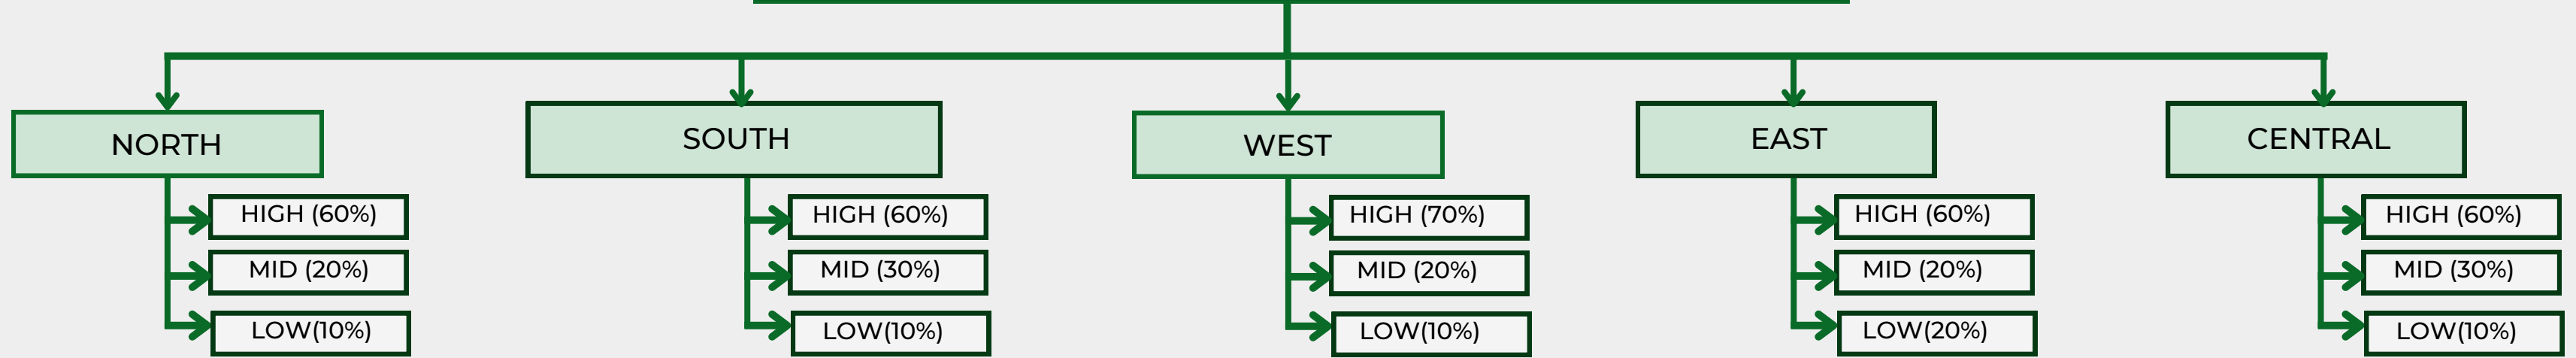 NORTH
SOUTH
WEST
EAST
CENTRAL
HIGH (60%)
MID (20%)
LOW(10%)
HIGH (60%)
MID (30%)
LOW(10%)
HIGH (70%)
MID (20%)
LOW(10%)
HIGH (60%)
MID (20%)
LOW(20%)
HIGH (60%)
MID (30%)
LOW(10%)